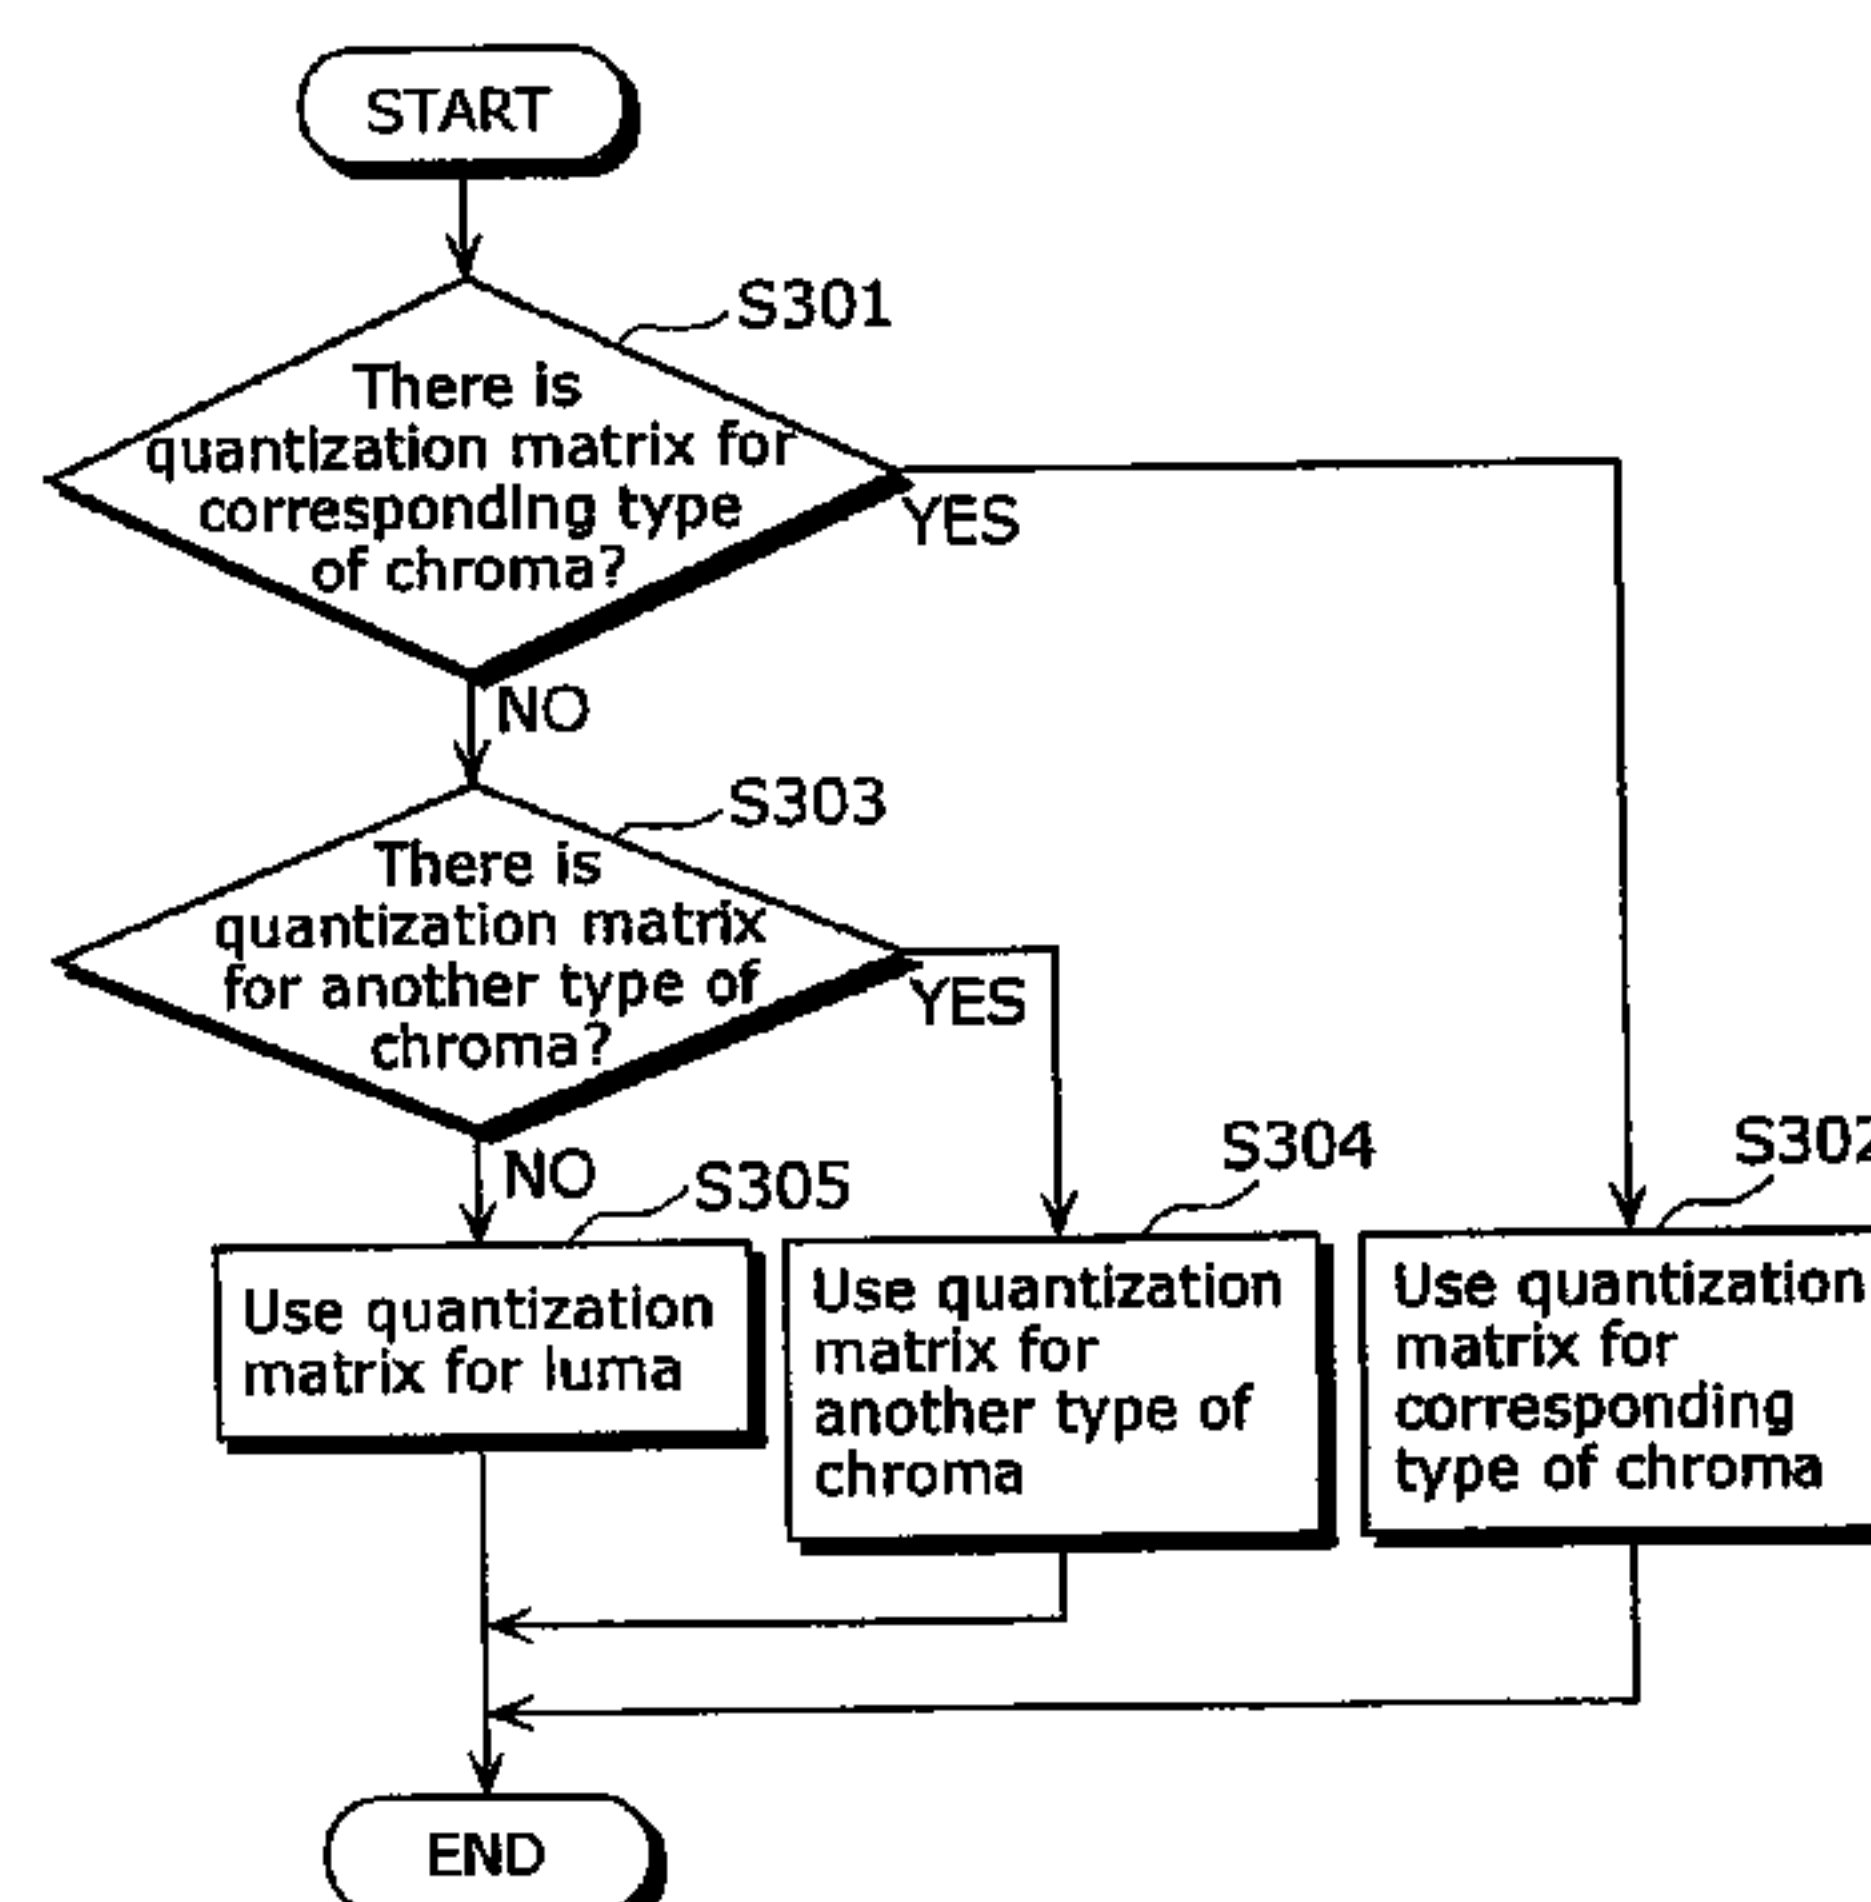 START
S301
There is
quantization matrix for
corresponding type
of chroma?
YES
NO
S303
There is
quantization matrix
for another type of
chroma?
YES
NO
S305
S304
S302
Use quantization
matrix for luma
Use quantization
matrix for
another type of
chroma
Use quantization
matrix for
corresponding
type of chroma
END